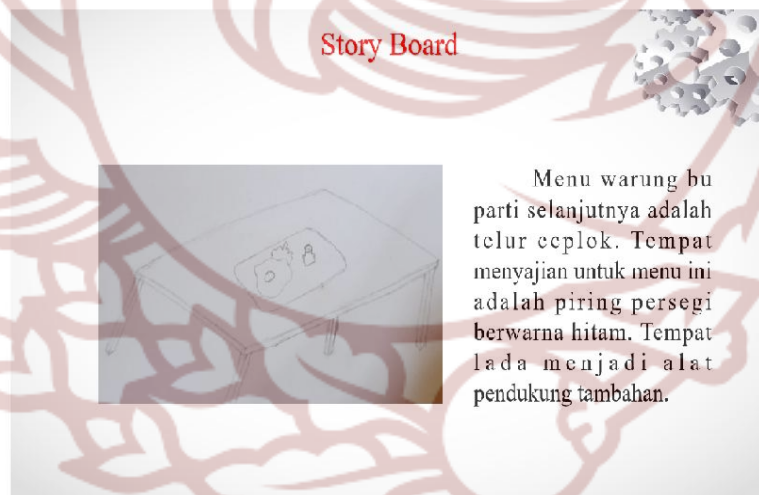 Story Board
Menu warung bu
parti selanjutnya adalah
telur ceplok. Tempat
menyajian untuk menu ini
adalah piring persegi
berwarna hitam. Tempat
lada menjadi alat
pendukung tambahan.